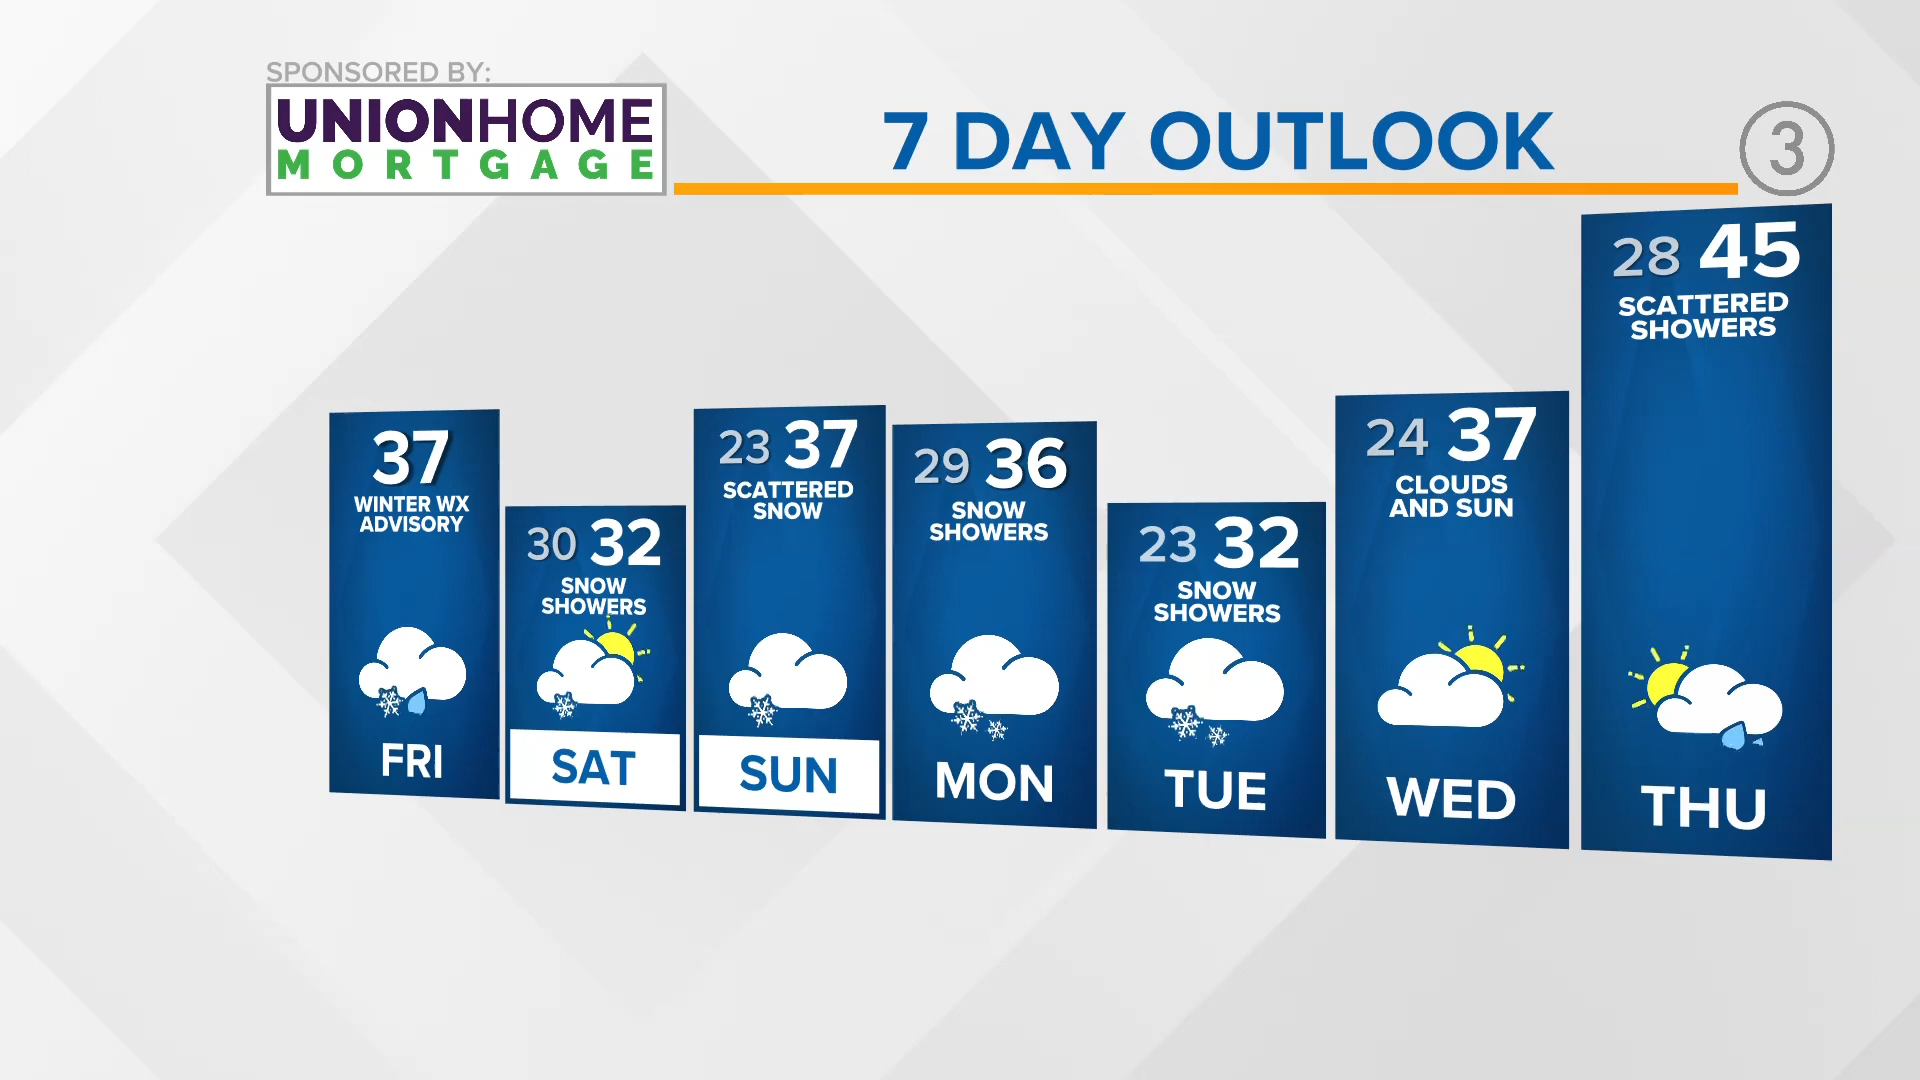 SPONSORED BY:
UNIONHOME
MORTGAGE
7 DAY OUTLOOK
3
37
WINTER WX
ADVISORY
FRI
30 32
SNOW
SHOWERS
SAT
23 37
SCATTERED
SNOW
SUN
29 36
SNOW
SHOWERS
MON
23 32
SNOW
SHOWERS
TUE
24 37
CLOUDS
AND SUN
WED
28 45
SCATTERED
SHOWERS
THU